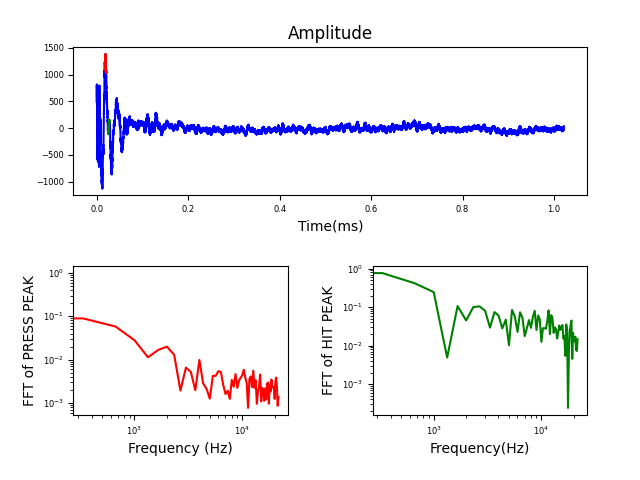 Amplitude
1500
1000
500
0
−500
−1000
0.0 0.2 0.4 0.6 0.8 1.0
Time(ms)
FFT of PRESS PEAK
10⁰
10⁻¹
10⁻²
10⁻³
10³ 10⁴
Frequency (Hz)
FFT of HIT PEAK
10⁰
10⁻¹
10⁻²
10⁻³
10³ 10⁴
Frequency(Hz)